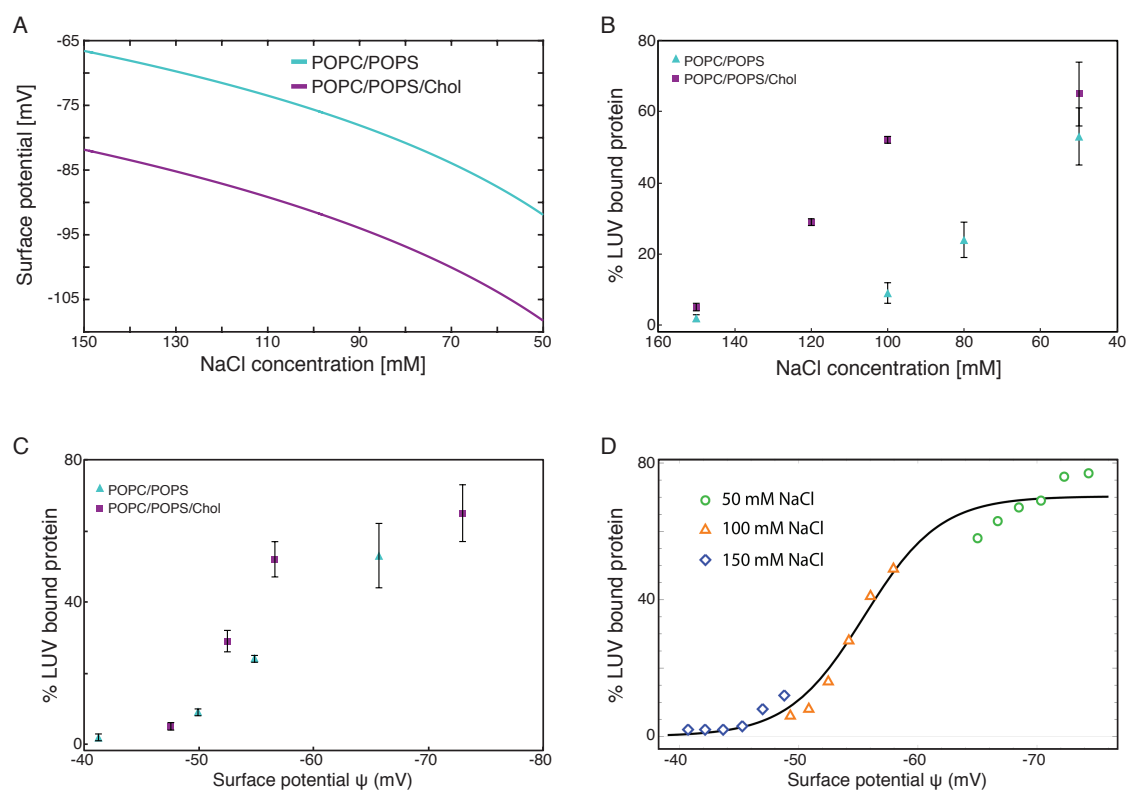 A
-65
-75
-85
-95
-105
Surface potential [mV]
POPC/POPS
POPC/POPS/Chol
150
130
110
90
70
50
NaCl concentration [mM]
B
80
60
40
20
0
% LUV bound protein
POPC/POPS
POPC/POPS/Chol
160
140
120
100
80
60
40
NaCl concentration [mM]
C
80
40
0
% LUV bound protein
POPC/POPS
POPC/POPS/Chol
-40
-50
-60
-70
-80
Surface potential ψ (mV)
D
80
40
0
% LUV bound protein
50 mM NaCl
100 mM NaCl
150 mM NaCl
-40
-50
-60
-70
Surface potential ψ (mV)